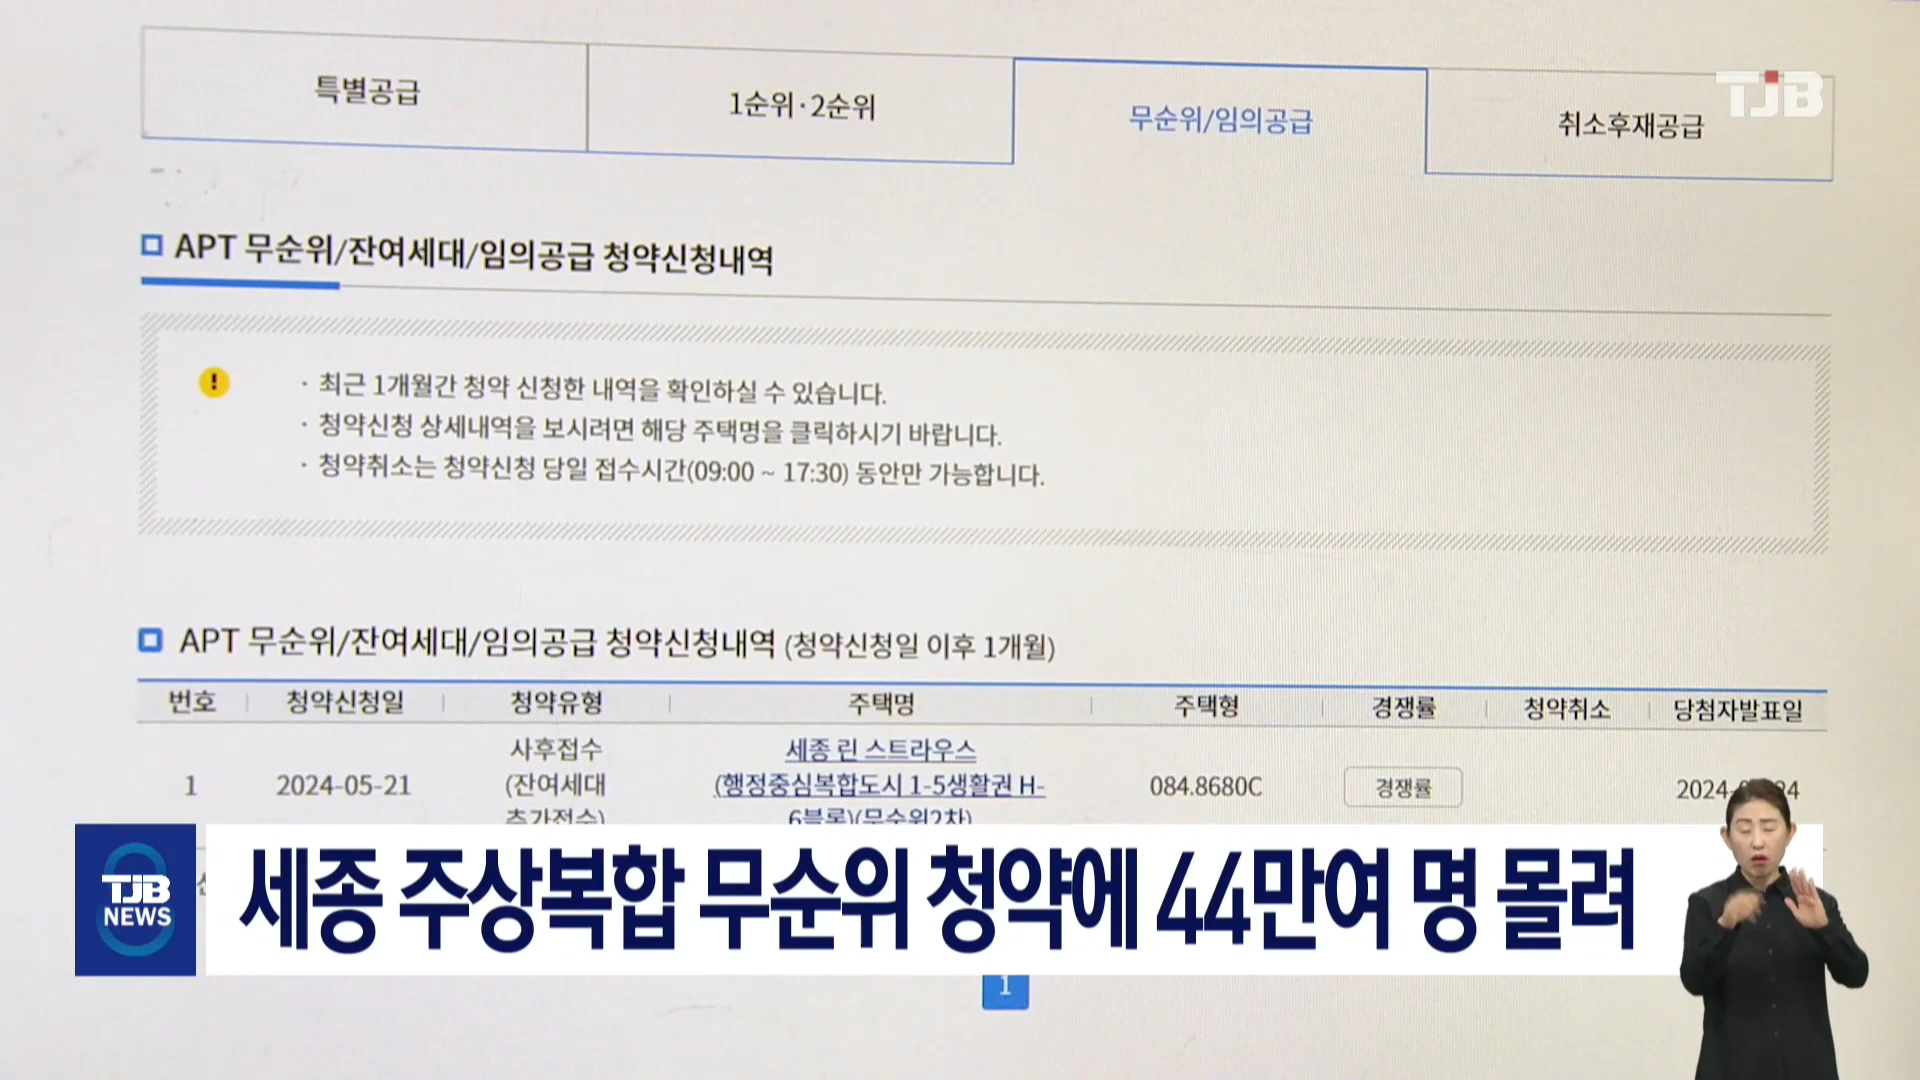 특별공급
1순위·2순위
무순위/임의공급
취소후재공급
TJB
APT 무순위/잔여세대/임의공급 청약신청내역
· 최근 1개월간 청약 신청한 내역을 확인하실 수 있습니다.
· 청약신청 상세내역을 보시려면 해당 주택명을 클릭하시기 바랍니다.
· 청약취소는 청약신청 당일 접수시간(09:00 ~ 17:30) 동안만 가능합니다.
APT 무순위/잔여세대/임의공급 청약신청내역 (청약신청일 이후 1개월)
번호 청약신청일 청약유형 주택명 주택형 경쟁률 청약취소 당첨자발표일
사후접수 세종 린 스트라우스
1 2024-05-21 (잔여세대 (행정중심복합도시 1-5생활권 H- 084.8680C 경쟁률
추가접수) 6블록)(무순위2차)
TJB
NEWS
세종 주상복합 무순위 청약에 44만여 명 몰려
1